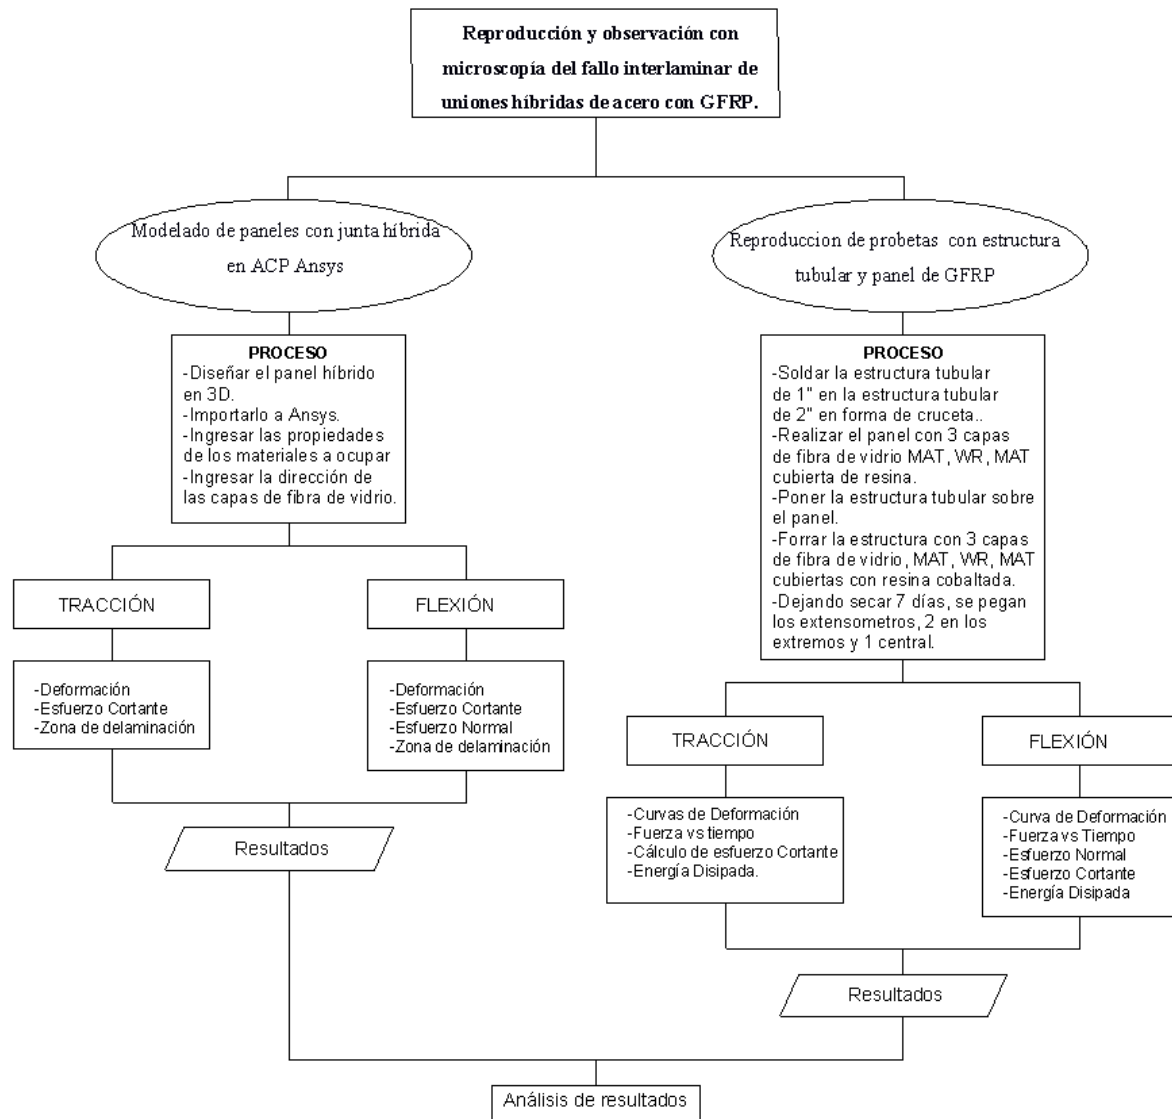 Reproducción y observación con
microscopía del fallo interlaminar de
uniones híbridas de acero con GFRP.
Modelado de paneles con junta híbrida
en ACP Ansys
Reproduccion de probetas con estructura
tubular y panel de GFRP
PROCESO
-Diseñar el panel híbrido
en 3D.
-Importarlo a Ansys.
-Ingresar las propiedades
de los materiales a ocupar
-Ingresar la dirección de
las capas de fibra de vidrio.
PROCESO
-Soldar la estructura tubular
de 1" en la estructura tubular
de 2" en forma de cruceta..
-Realizar el panel con 3 capas
de fibra de vidrio MAT, WR, MAT
cubierta de resina.
-Poner la estructura tubular sobre
el panel.
-Forrar la estructura con 3 capas
de fibra de vidrio, MAT, WR, MAT
cubiertas con resina cobaltada.
-Dejando secar 7 días, se pegan
los extensometros, 2 en los
extremos y 1 central.
TRACCIÓN
FLEXIÓN
-Deformación
-Esfuerzo Cortante
-Zona de delaminación
-Deformación
-Esfuerzo Cortante
-Esfuerzo Normal
-Zona de delaminación
Resultados
TRACCIÓN
FLEXIÓN
-Curvas de Deformación
-Fuerza vs tiempo
-Cálculo de esfuerzo Cortante
-Energía Disipada.
-Curva de Deformación
-Fuerza vs Tiempo
-Esfuerzo Normal
-Esfuerzo Cortante
-Energía Disipada
Resultados
Análisis de resultados